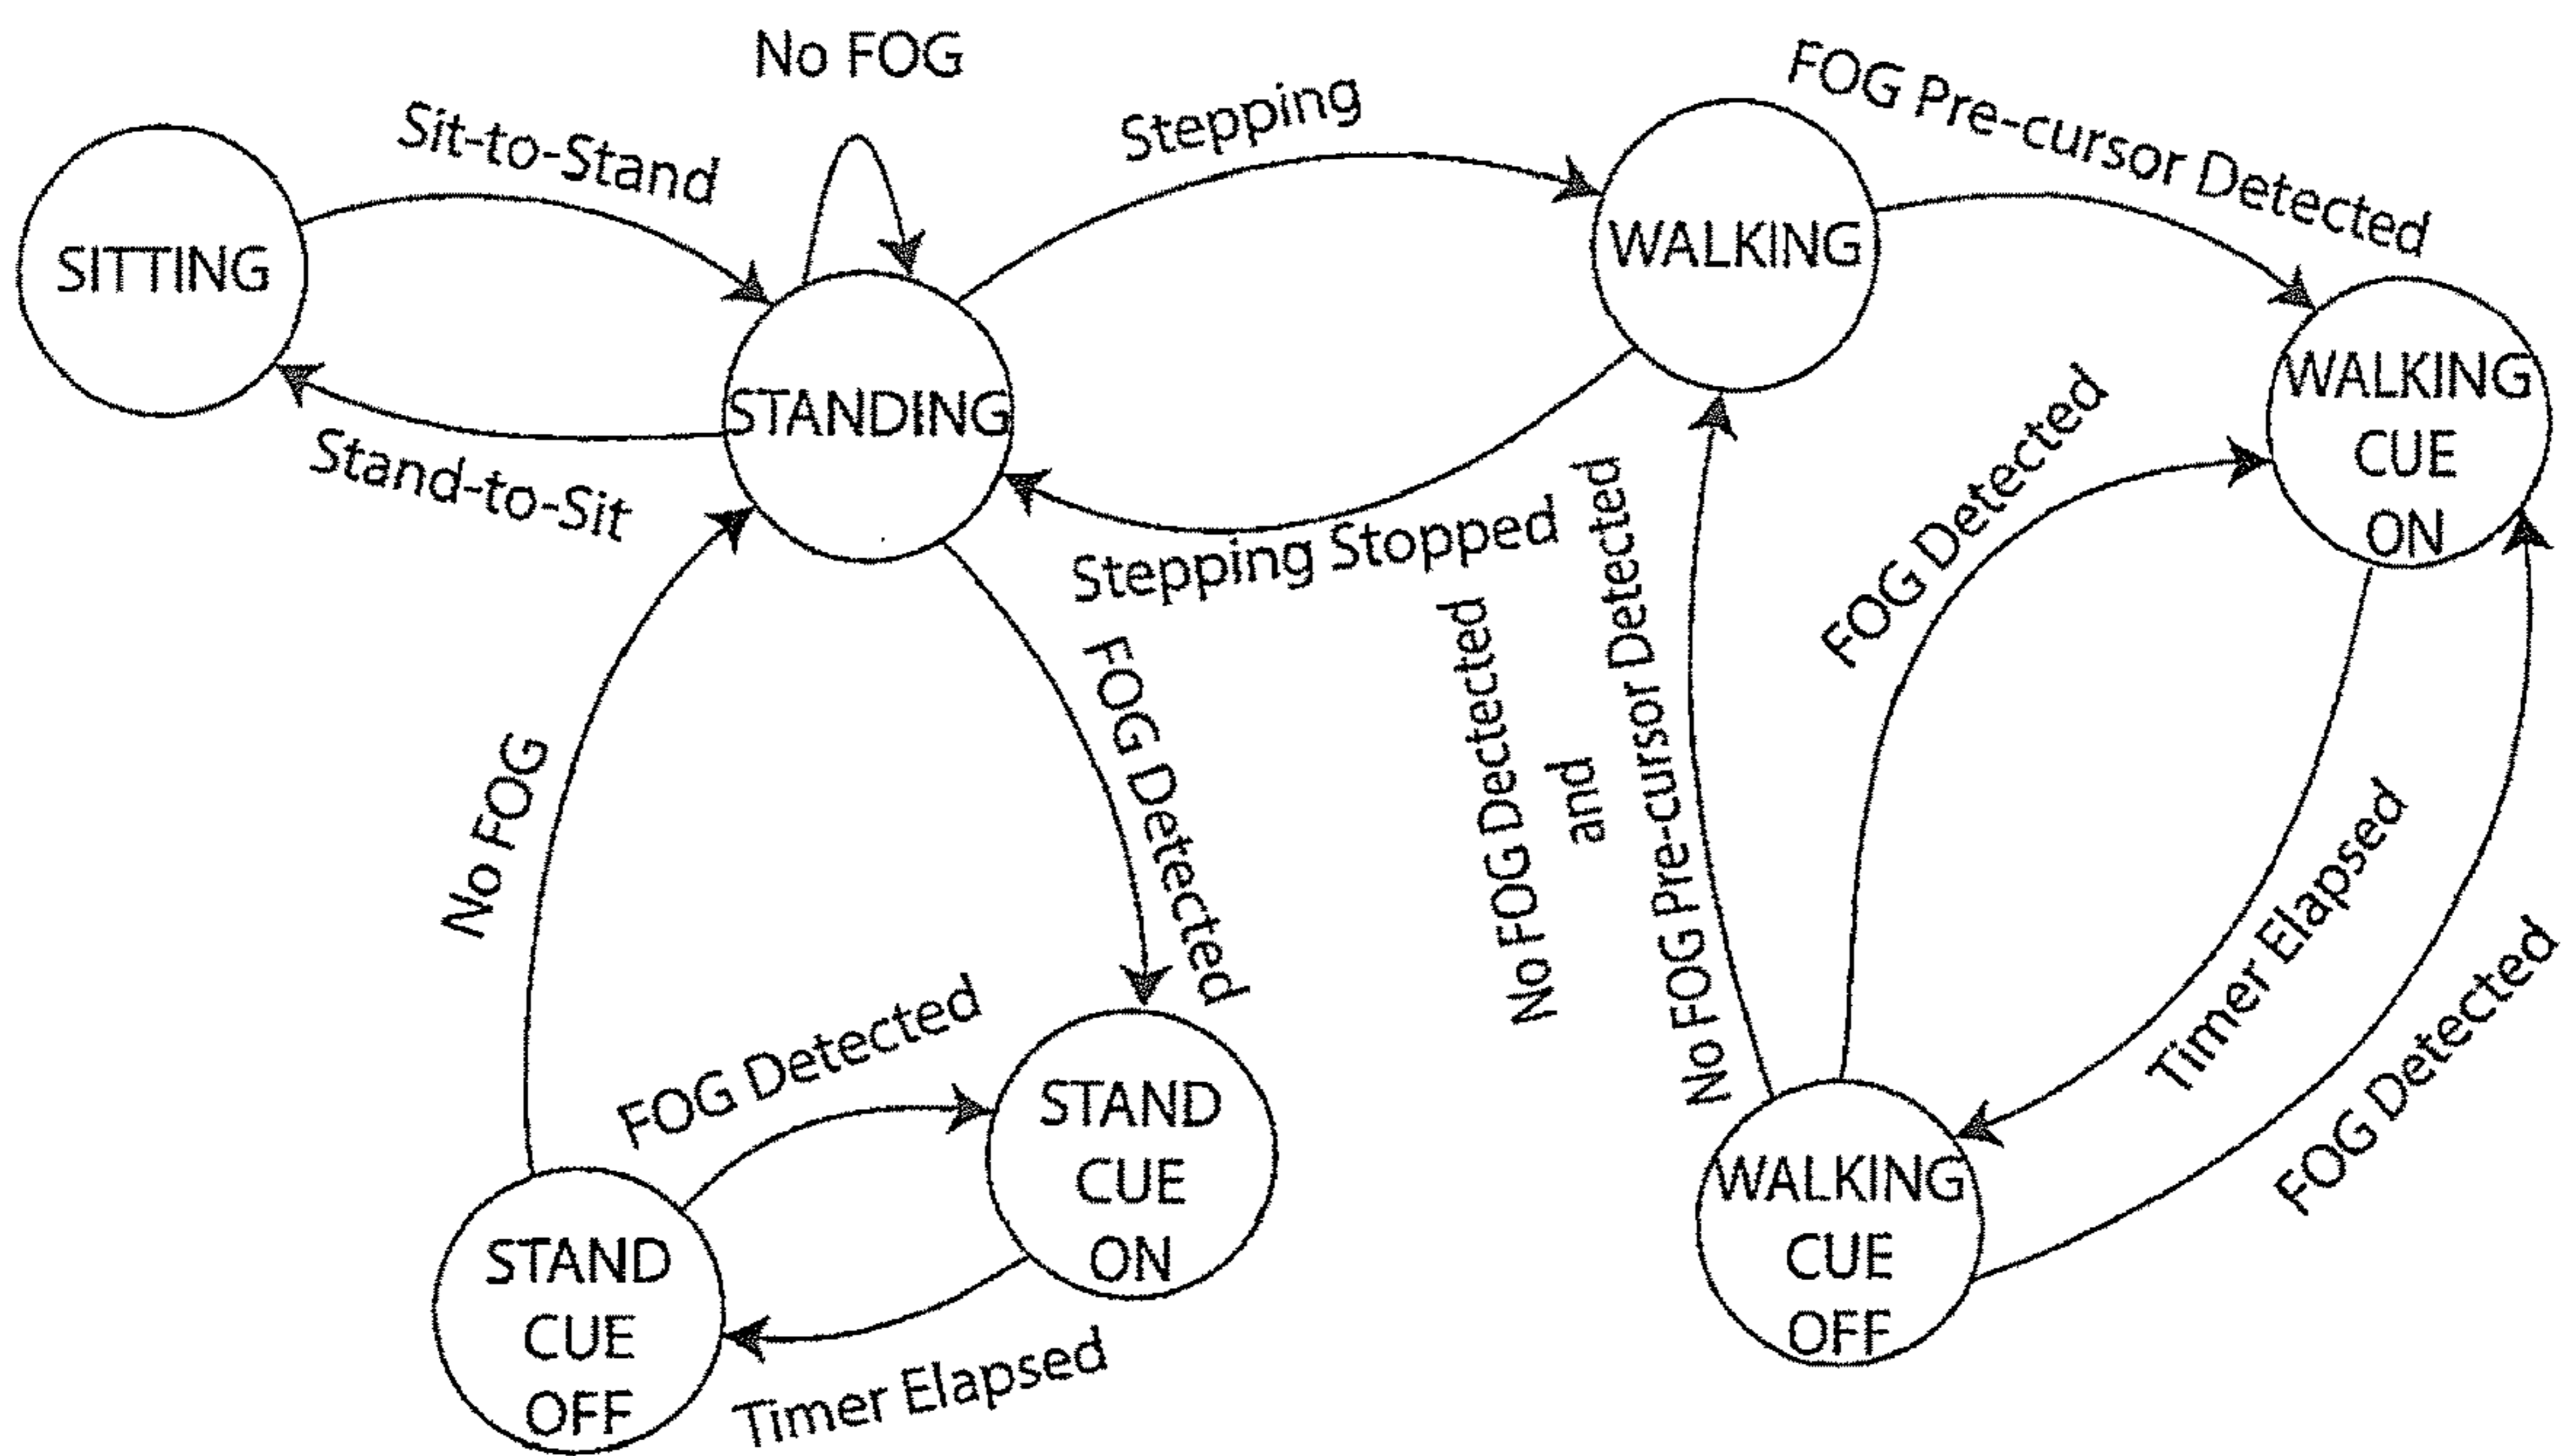 No FOG
Sit-to-Stand
Stepping
FOG Pre-cursor Detected
SITTING
WALKING
STANDING
WALKING
CUE
ON
Stand-to-Sit
Stepping Stopped
FOG Detected
No FOG Dectected
and
No FOG Pre-cursor Detected
No FOG
FOG Detected
FOG Detected
Timer Elapsed
FOG Detected
STAND
CUE
ON
WALKING
CUE
OFF
STAND
CUE
OFF
Timer Elapsed